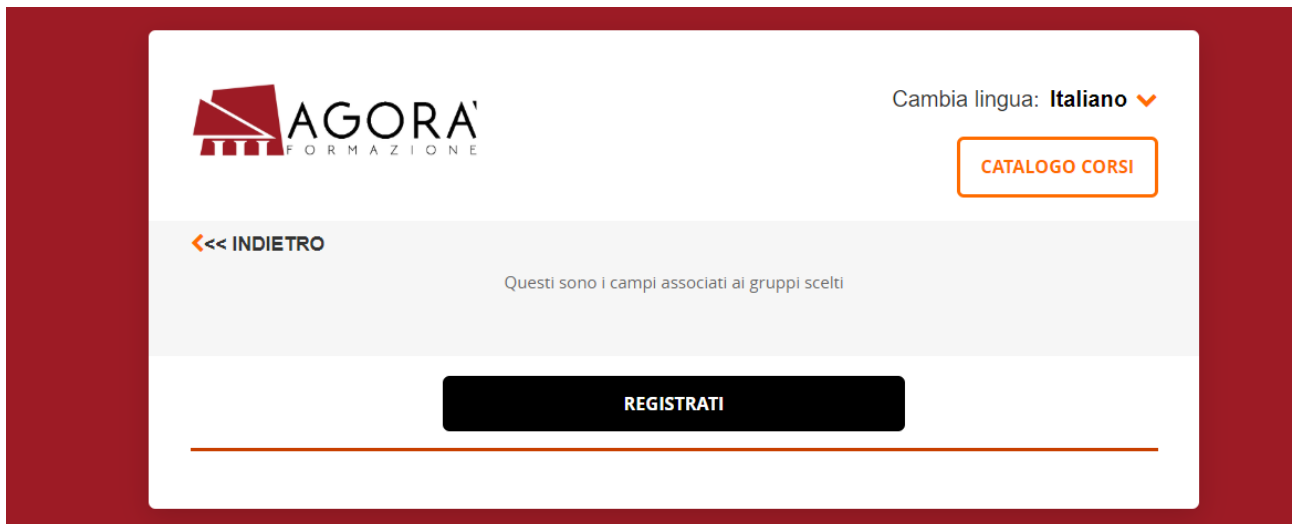 AGORA'
FORMAZIONE
Cambia lingua: Italiano
CATALOGO CORSI
<< INDIETRO
Questi sono i campi associati ai gruppi scelti
REGISTRATI